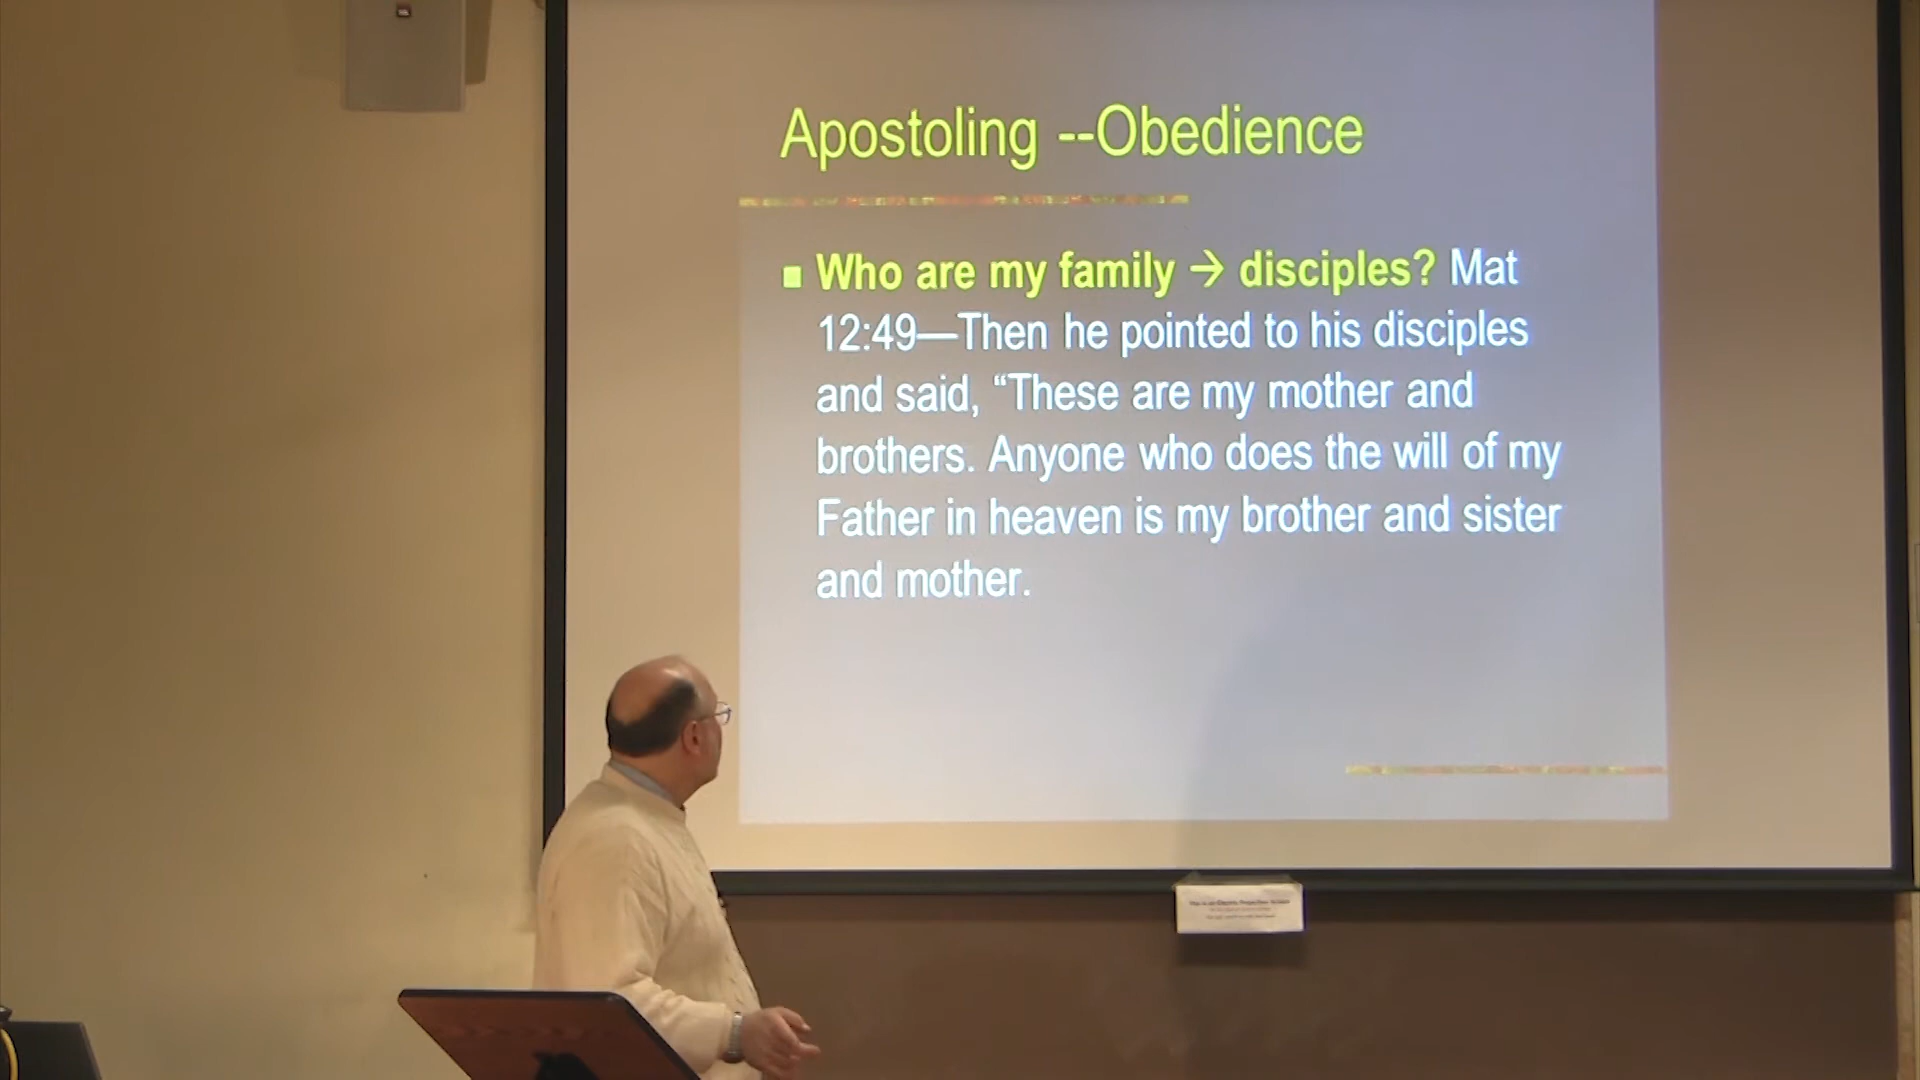 Apostoling --Obedience
■ Who are my family → disciples? Mat
12:49—Then he pointed to his disciples
and said, “These are my mother and
brothers. Anyone who does the will of my
Father in heaven is my brother and sister
and mother.